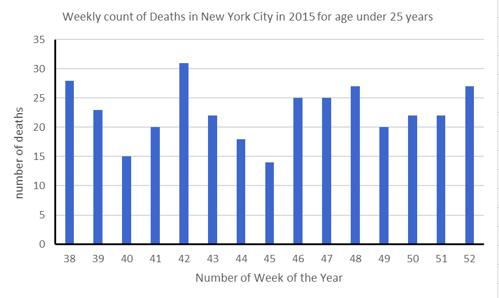 Weekly count of Deaths in New York City in 2015 for age under 25 years
35
30
25
20
15
10
5
0
number of deaths
38 39 40 41 42 43 44 45 46 47 48 49 50 51 52
Number of Week of the Year